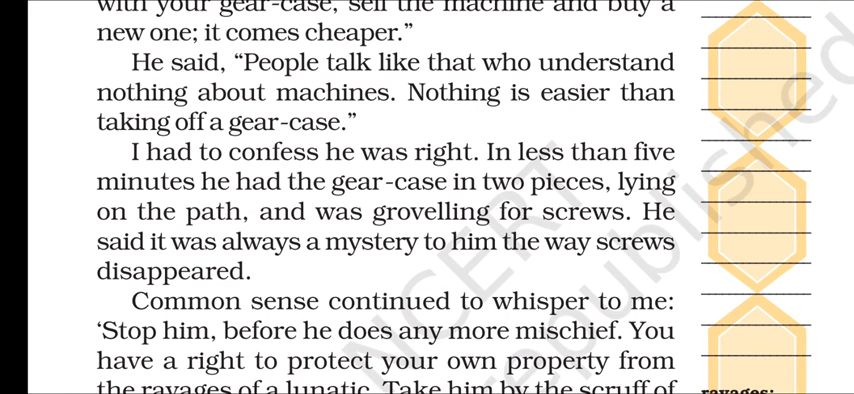 with your gear-case, sell the machine and buy a
new one; it comes cheaper.”
He said, “People talk like that who understand
nothing about machines. Nothing is easier than
taking off a gear-case.”
I had to confess he was right. In less than five
minutes he had the gear-case in two pieces, lying
on the path, and was grovelling for screws. He
said it was always a mystery to him the way screws
disappeared.
Common sense continued to whisper to me:
‘Stop him, before he does any more mischief. You
have a right to protect your own property from
the ravages of a lunatic. Take him by the scruff of
ravages:
NCERT
republished